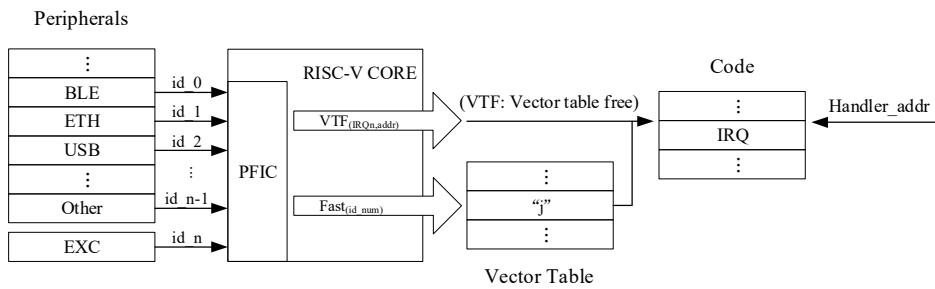 Peripherals
⋮
BLE
ETH
USB
⋮
Other
EXC
id_0
id_1
id_2
⋮
id_n-1
id_n
RISC-V CORE
PFIC
VTF(IRQn,addr)
Fast(id_num)
(VTF: Vector table free)
⋮
“j”
⋮
Vector Table
Code
⋮
IRQ
⋮
Handler_addr